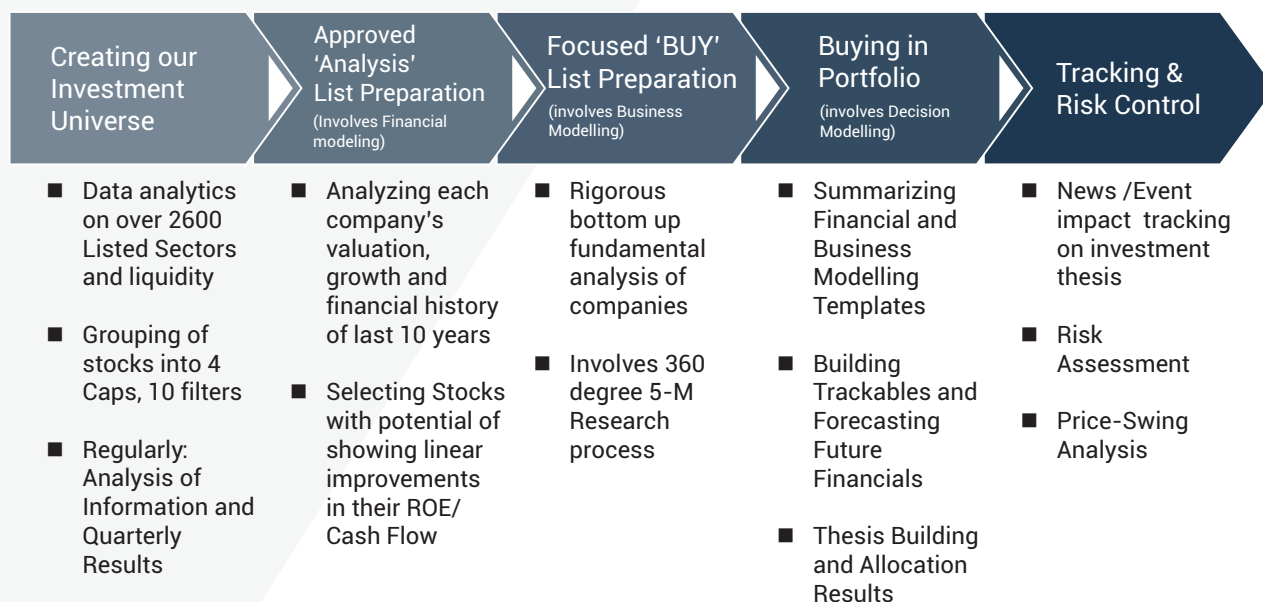 Creating our
Investment
Universe
Approved
‘Analysis’
List Preparation
(Involves Financial
modeling)
Focused ‘BUY’
List Preparation
(involves Business
Modelling)
Buying in
Portfolio
(involves Decision
Modelling)
Tracking &
Risk Control
■ Data analytics
on over 2600
Listed Sectors
and liquidity
■ Grouping of
stocks into 4
Caps, 10 filters
■ Regularly:
Analysis of
Information and
Quarterly
Results
■ Analyzing each
company's
valuation,
growth and
financial history
of last 10 years
■ Selecting Stocks
with potential of
showing linear
improvements
in their ROE/
Cash Flow
■ Rigorous
bottom up
fundamental
analysis of
companies
■ Involves 360
degree 5-M
Research
process
■ Summarizing
Financial and
Business
Modelling
Templates
■ Building
Trackables and
Forecasting
Future
Financials
■ Thesis Building
and Allocation
Results
■ News /Event
impact tracking
on investment
thesis
■ Risk
Assessment
■ Price-Swing
Analysis